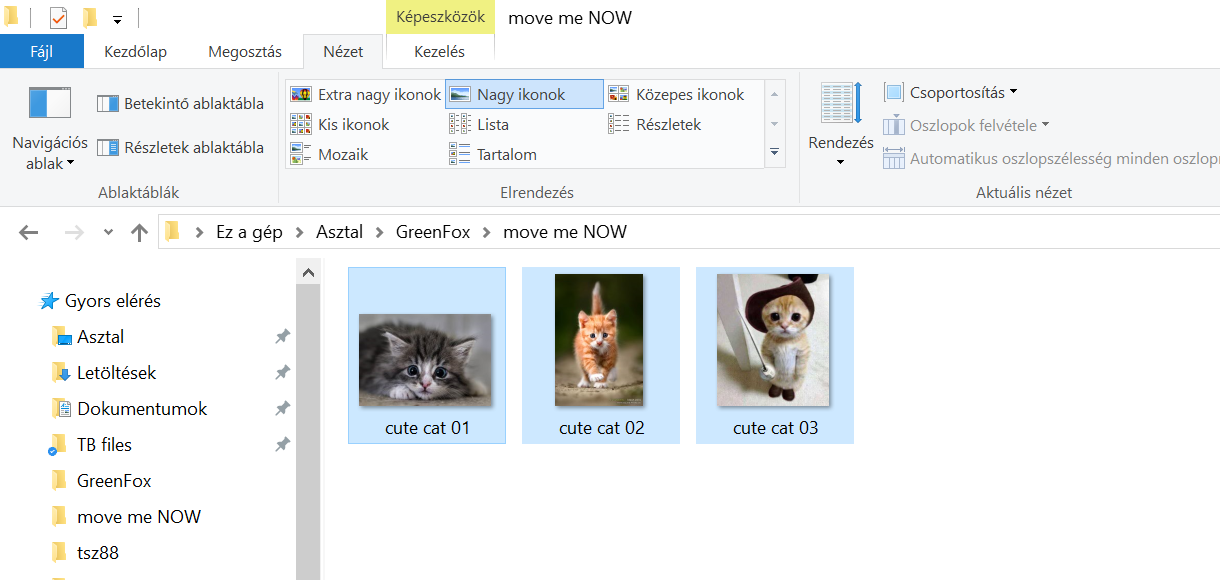 Képeszközök move me NOW
Fájl Kezdőlap Megosztás Nézet Kezelés
Navigációs ablak
Betekintő ablaktábla
Részletek ablaktábla
Ablaktáblák
Extra nagy ikonok Nagy ikonok Közepes ikonok
Kis ikonok Lista Részletek
Mozaik Tartalom
Elrendezés
Rendezés
Csoportosítás
Oszlopok felvétele
Automatikus oszlopszélesség minden
Aktuális nézet
Ez a gép Asztal GreenFox move me NOW
Gyors elérés
Asztal
Letöltések
Dokumentumok
TB files
GreenFox
move me NOW
tsz88
cute cat 01 cute cat 02 cute cat 03